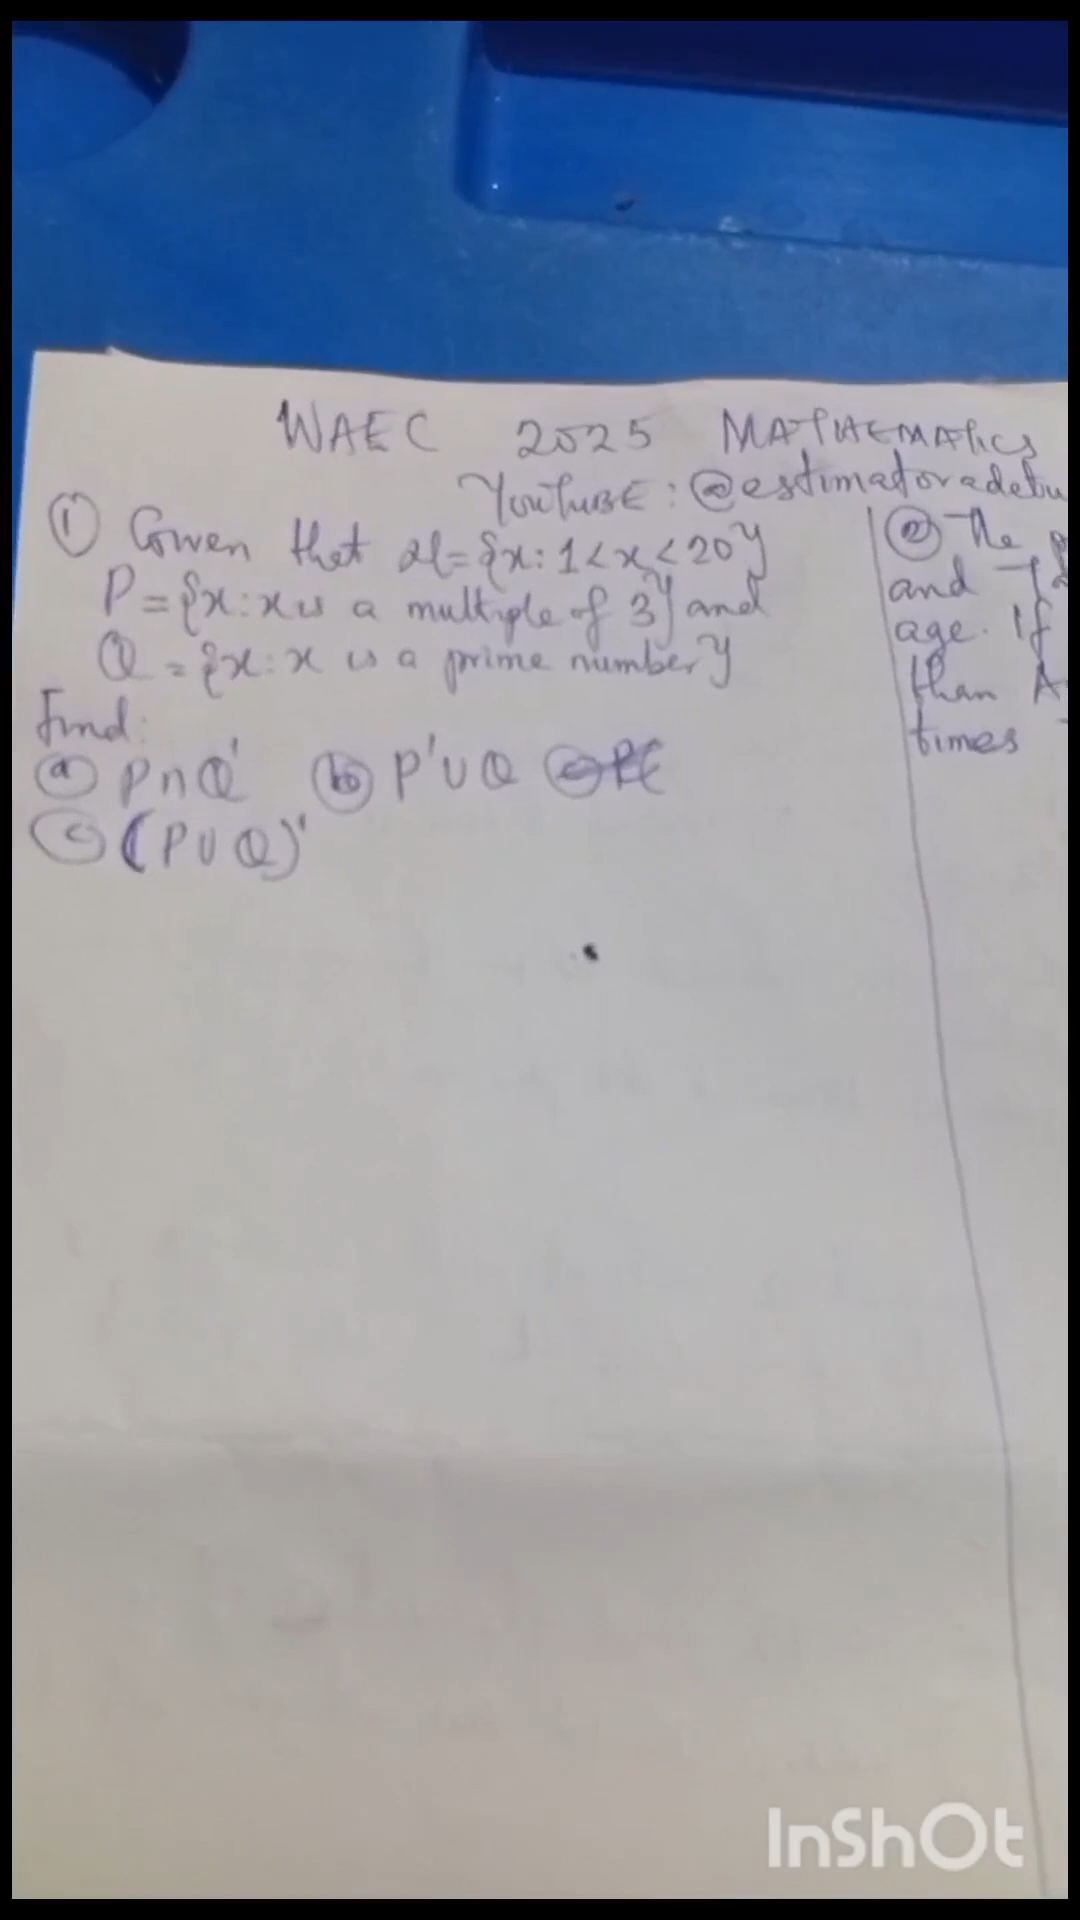 WAEC 2025 MATHEMATICS
YOUTUBE: @estimatoradebu
① Given that 𝓊={x:1<x<20}
P={x:x is a multiple of 3} and
Q={x:x is a prime number}
Find:
ⓐ P∩Q' ⓑ P'∪Q
ⓒ (P∪Q)'
② The
and
age. If
than A
times
InShOt